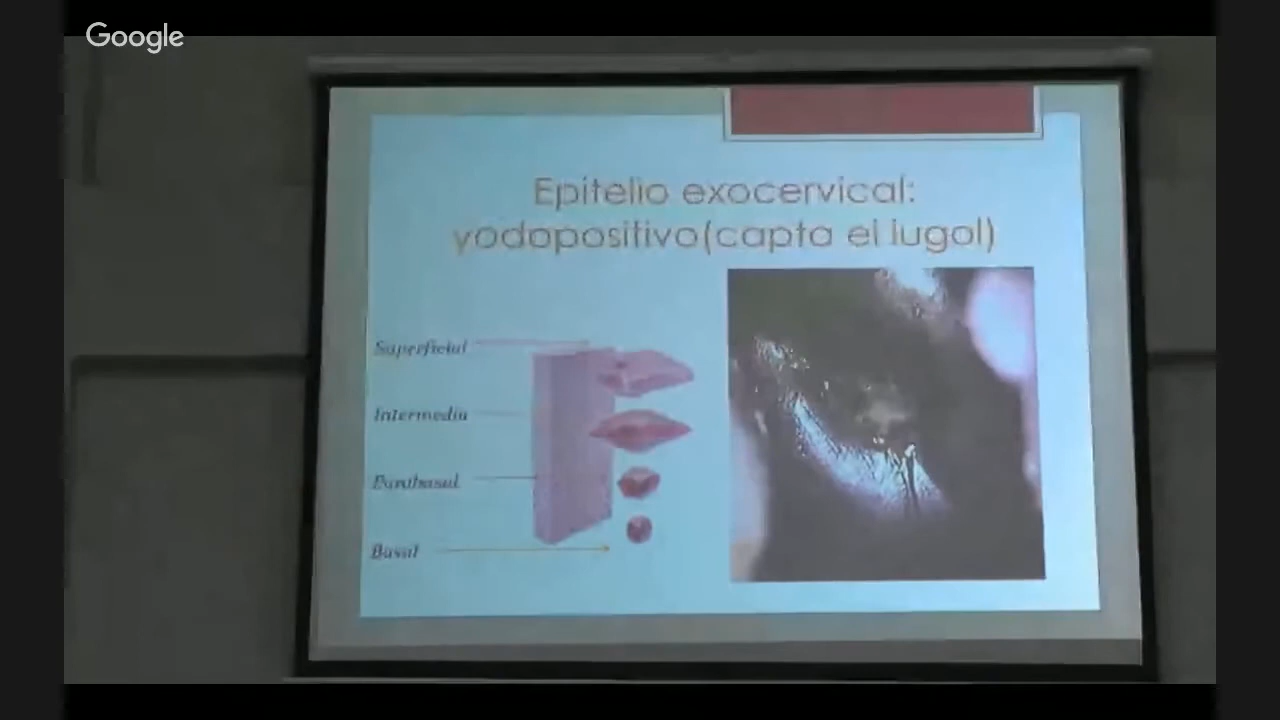 Google
Epitelio exocervical:
yodopositivo(capta el lugol)
Superficial
Intermedia
Parabasal
Basal